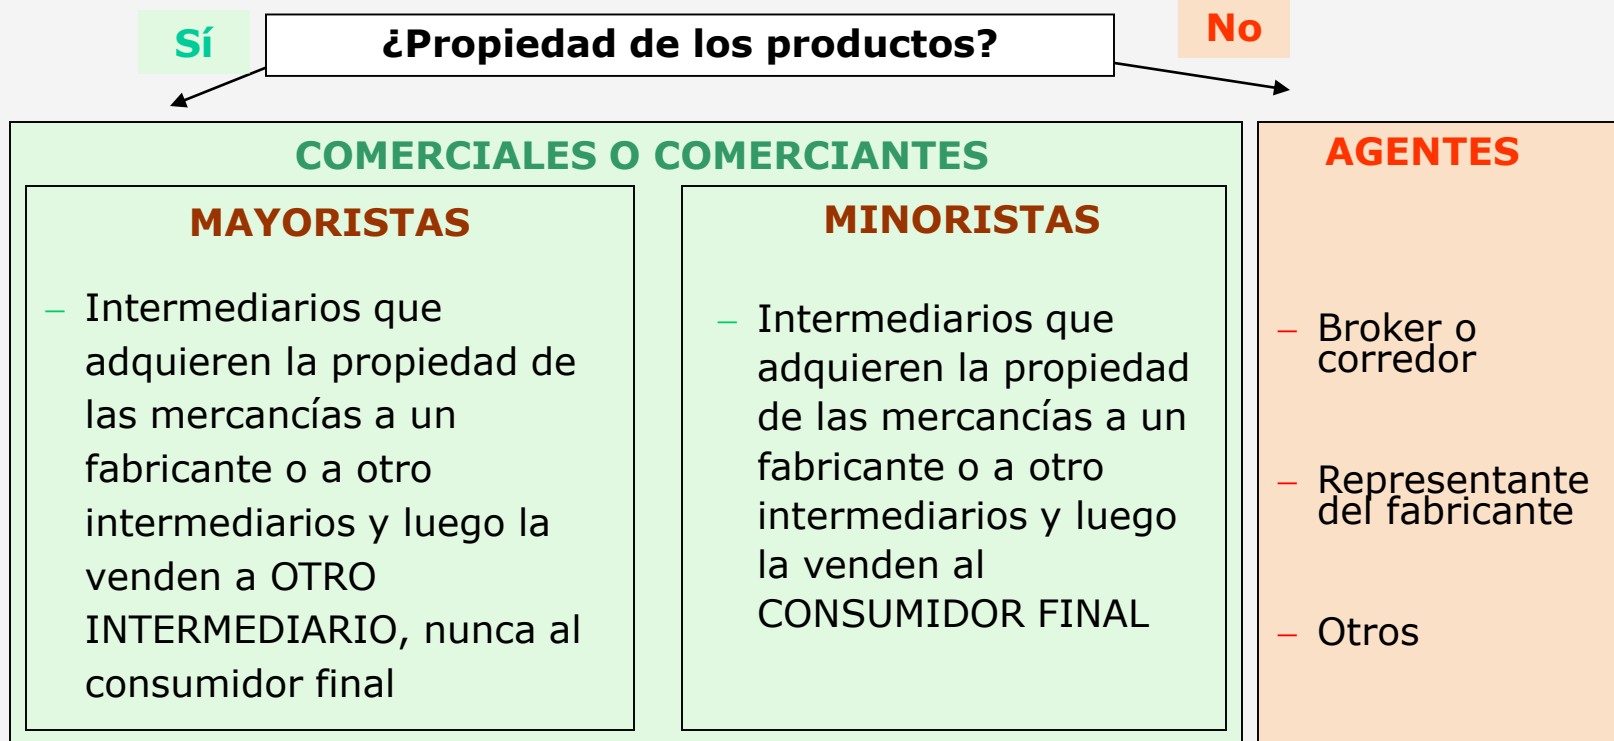 Sí
¿Propiedad de los productos?
No
COMERCIALES O COMERCIANTES
MAYORISTAS
– Intermediarios que
adquieren la propiedad de
las mercancías a un
fabricante o a otro
intermediarios y luego la
venden a OTRO
INTERMEDIARIO, nunca al
consumidor final
MINORISTAS
– Intermediarios que
adquieren la propiedad
de las mercancías a un
fabricante o a otro
intermediarios y luego
la venden al
CONSUMIDOR FINAL
AGENTES
– Broker o
corredor
– Representante
del fabricante
– Otros